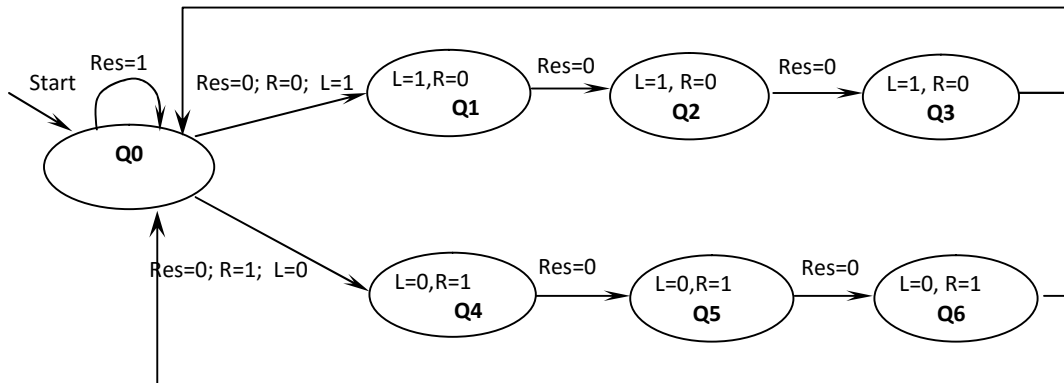 Res=1
Start
Q0
Res=0; R=0; L=1
L=1,R=0
Q1
Res=0
L=1, R=0
Q2
Res=0
L=1, R=0
Q3
Res=0; R=1; L=0
L=0,R=1
Q4
Res=0
L=0,R=1
Q5
Res=0
L=0, R=1
Q6